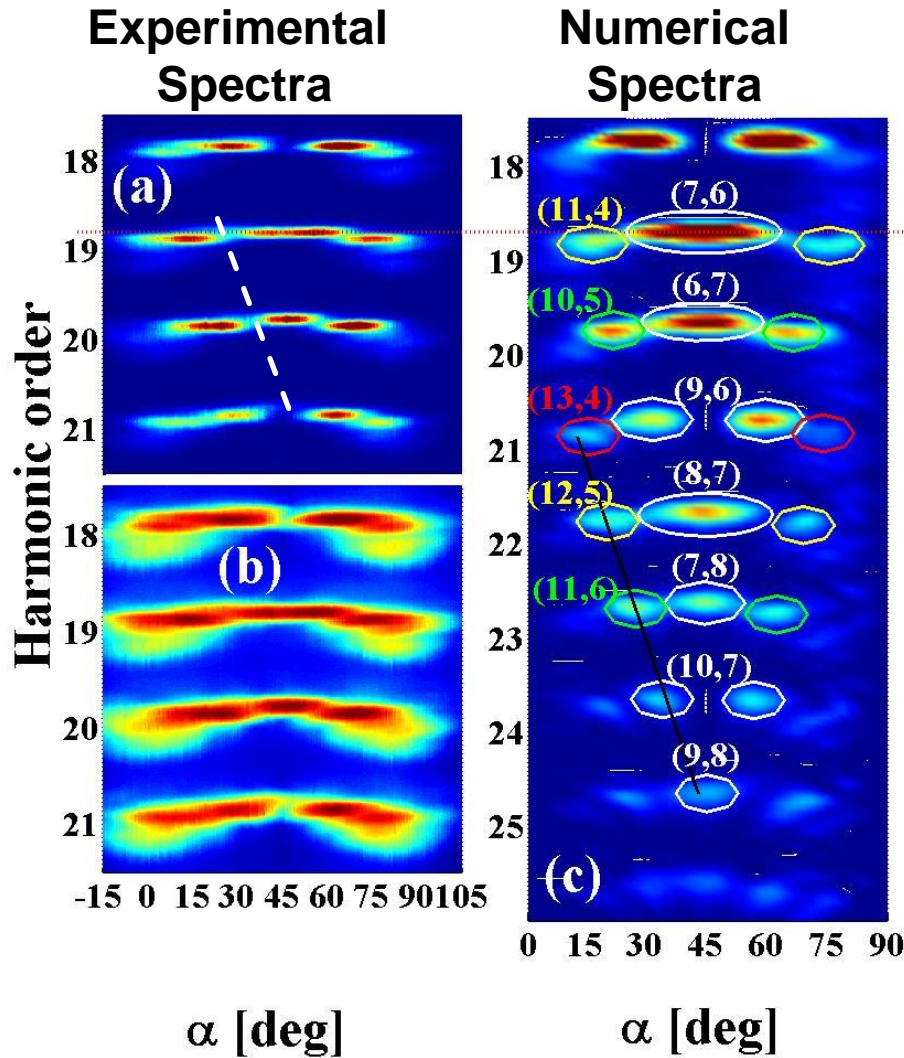 Experimental
Spectra
Numerical
Spectra
Harmonic order
(a)
18
19
20
21
(b)
18
19
20
21
-15 0 15 30 45 60 75 90 105
α [deg]
18
(11,4) (7,6)
19
(10,5) (6,7)
20
(13,4) (9,6)
21
(12,5) (8,7)
22
(11,6) (7,8)
23
(10,7)
24
(9,8)
25
(c)
0 15 30 45 60 75 90
α [deg]